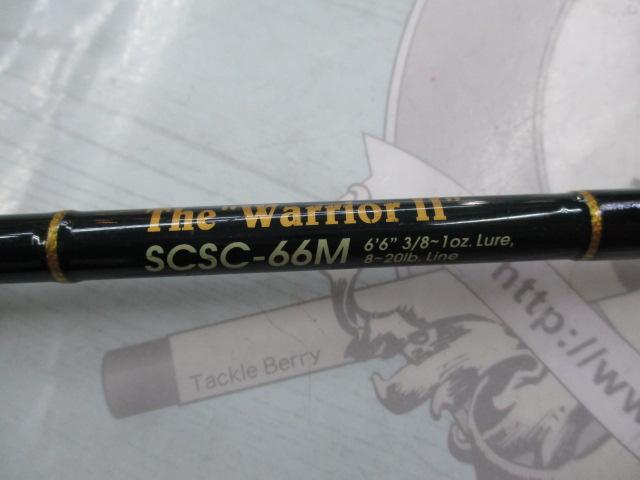 The "Warrior II"
SCSC-66M
6'6" 3/8~1oz. Lure,
8~20lb. Line
Tackle Berry
http://ww